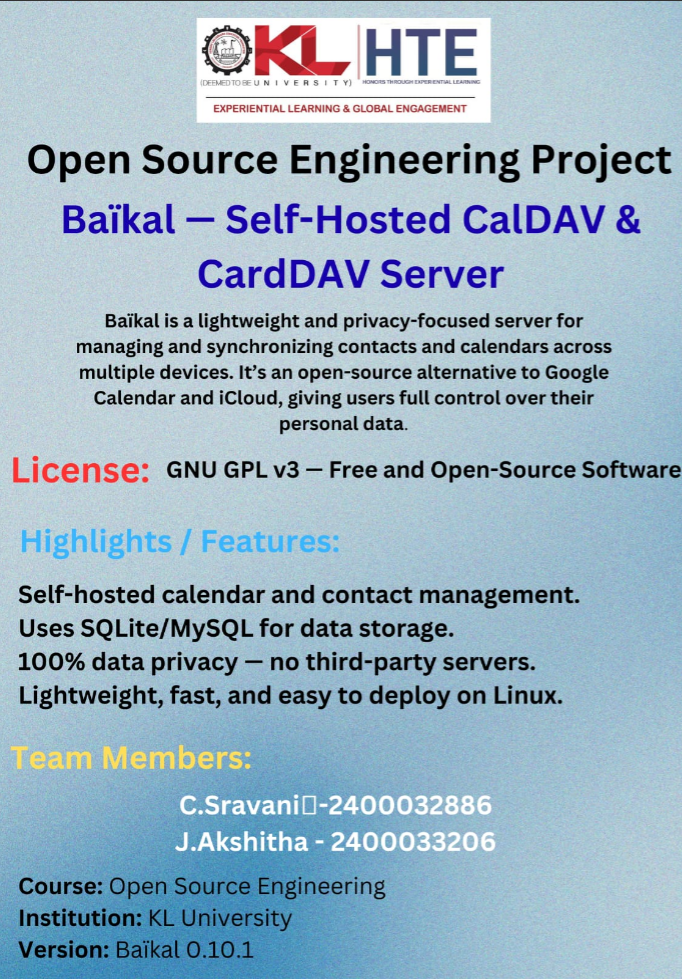 KL HTE
(DEEMED TO BE UNIVERSITY) HONORS THROUGH EXPERIENTIAL LEARNING
EXPERIENTIAL LEARNING & GLOBAL ENGAGEMENT
Open Source Engineering Project
Baïkal — Self-Hosted CalDAV &
CardDAV Server
Baïkal is a lightweight and privacy-focused server for
managing and synchronizing contacts and calendars across
multiple devices. It’s an open-source alternative to Google
Calendar and iCloud, giving users full control over their
personal data.
License: GNU GPL v3 — Free and Open-Source Software
Highlights / Features:
Self-hosted calendar and contact management.
Uses SQLite/MySQL for data storage.
100% data privacy — no third-party servers.
Lightweight, fast, and easy to deploy on Linux.
Team Members:
C.Sravani▯-2400032886
J.Akshitha - 2400033206
Course: Open Source Engineering
Institution: KL University
Version: Baïkal 0.10.1